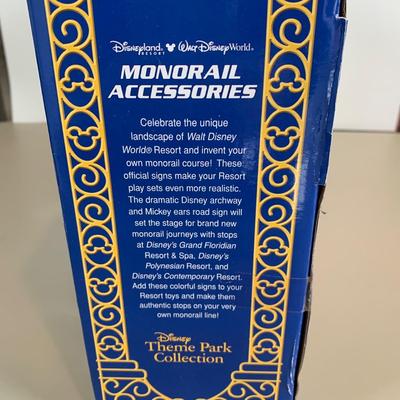 Disneyland RESORT Walt Disney World®
MONORAIL
ACCESSORIES
Celebrate the unique
landscape of Walt Disney
World® Resort and invent your
own monorail course! These
official signs make your Resort
play sets even more realistic.
The dramatic Disney archway
and Mickey ears road sign will
set the stage for brand new
monorail journeys with stops
at Disney's Grand Floridian
Resort & Spa, Disney's
Polynesian Resort, and
Disney's Contemporary Resort.
Add these colorful signs to your
Resort toys and make them
authentic stops on your very
own monorail line!
Disney
Theme Park
Collection